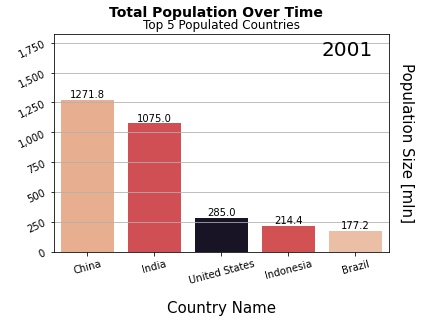 Total Population Over Time
Top 5 Populated Countries
2001
1,750
1,500
1,250
1,000
750
500
250
0
1271.8
1075.0
285.0
214.4
177.2
China
India
United States
Indonesia
Brazil
Country Name
Population Size [mln]